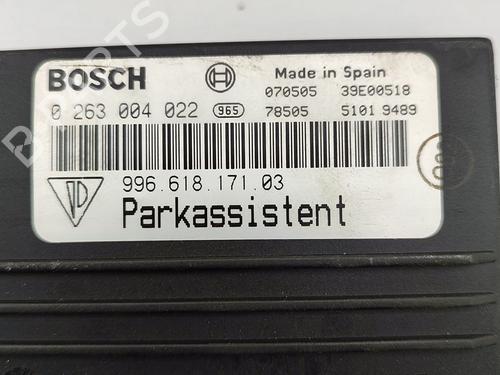 BOSCH
Made in Spain
070505 39E00518
0 263 004 022 965 78505 5101 9489
996.618.171.03
Parkassistent